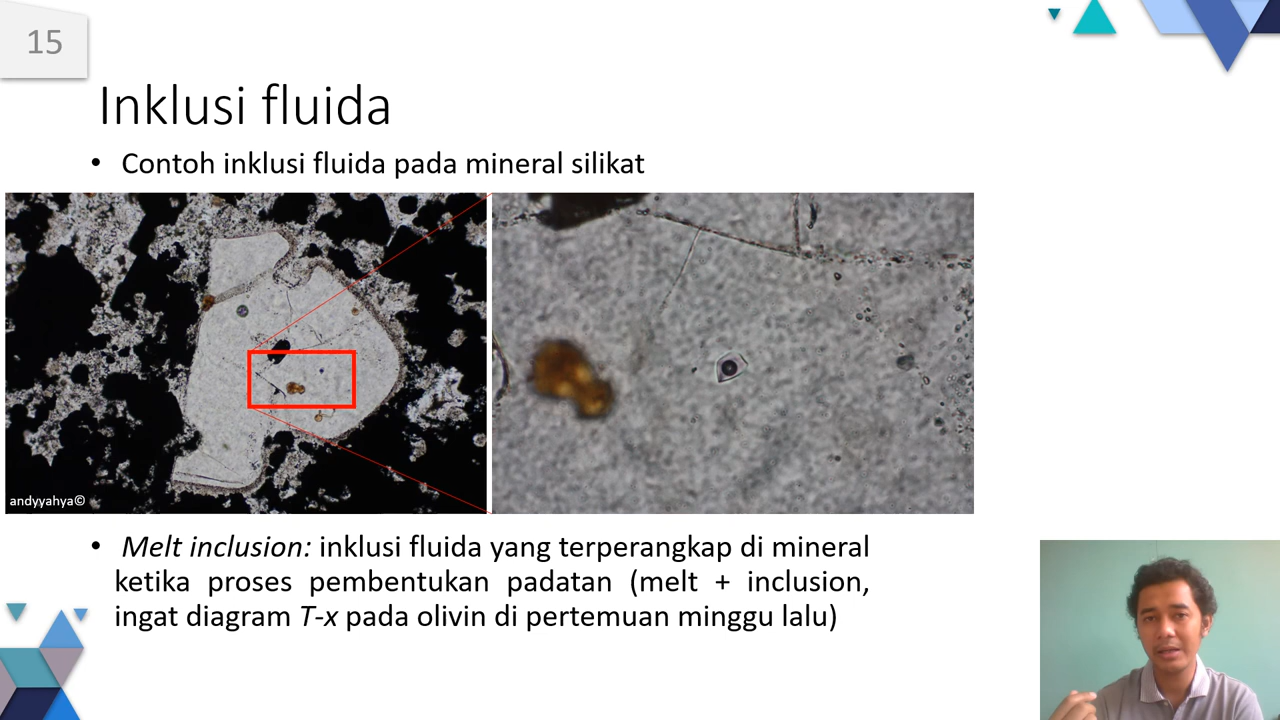 15
Inklusi fluida
• Contoh inklusi fluida pada mineral silikat
andyyahya©
• Melt inclusion: inklusi fluida yang terperangkap di mineral
ketika proses pembentukan padatan (melt + inclusion,
ingat diagram T-x pada olivin di pertemuan minggu lalu)